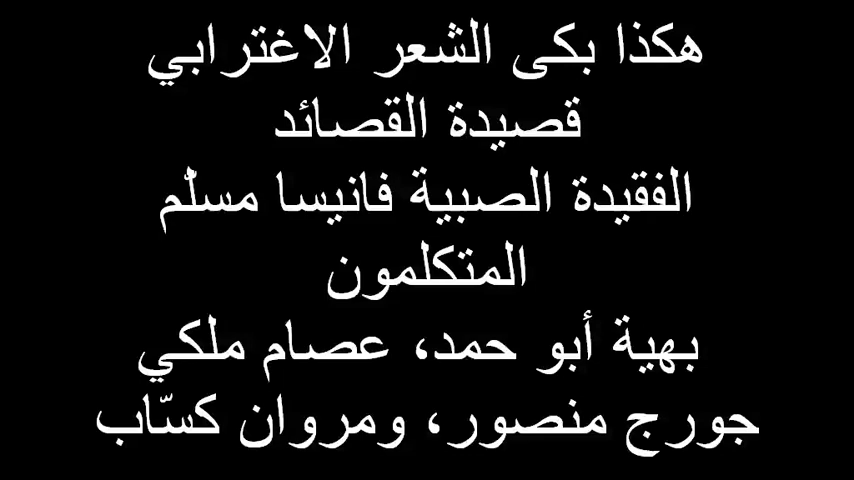 هكذا بكى الشعر الاغترابي
قصيدة القصائد
الفقيدة الصبية فانيسا مسلّم
المتكلمون
بهية أبو حمد، عصام ملكي
جورج منصور، ومروان كسّاب